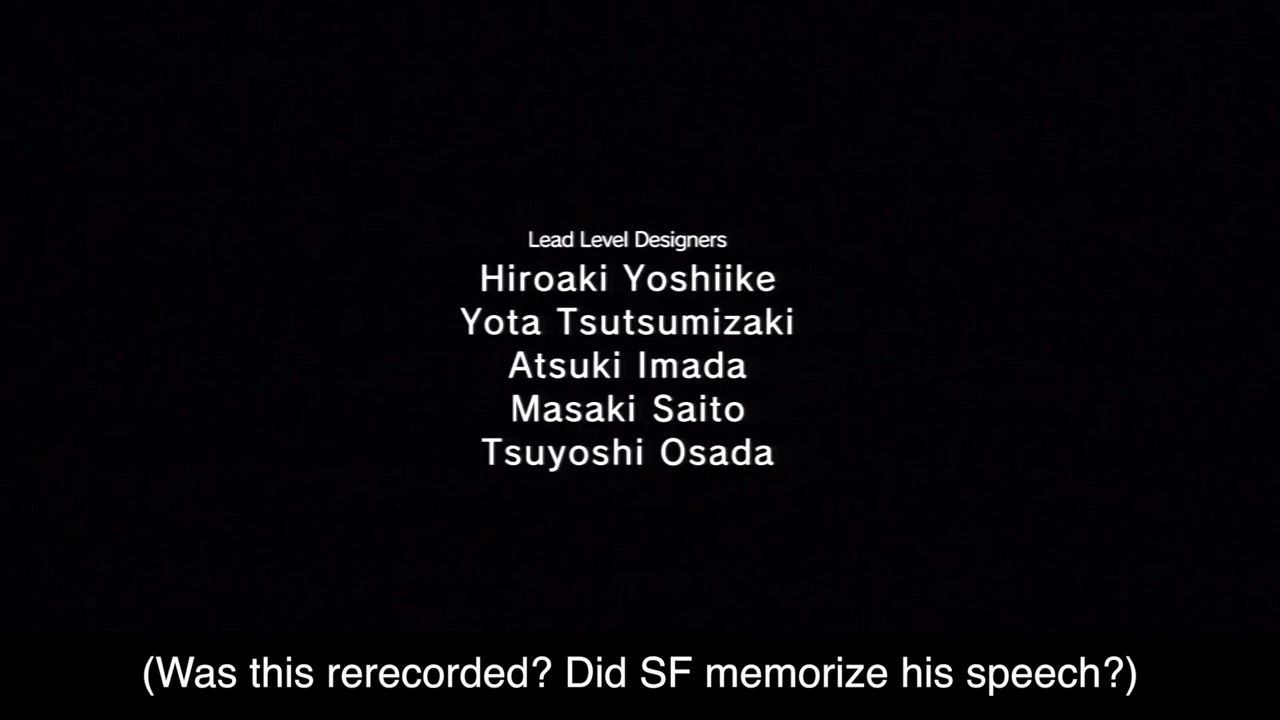 Lead Level Designers
Hiroaki Yoshiike
Yota Tsutsumizaki
Atsuki Imada
Masaki Saito
Tsuyoshi Osada
(Was this rerecorded? Did SF memorize his speech?)